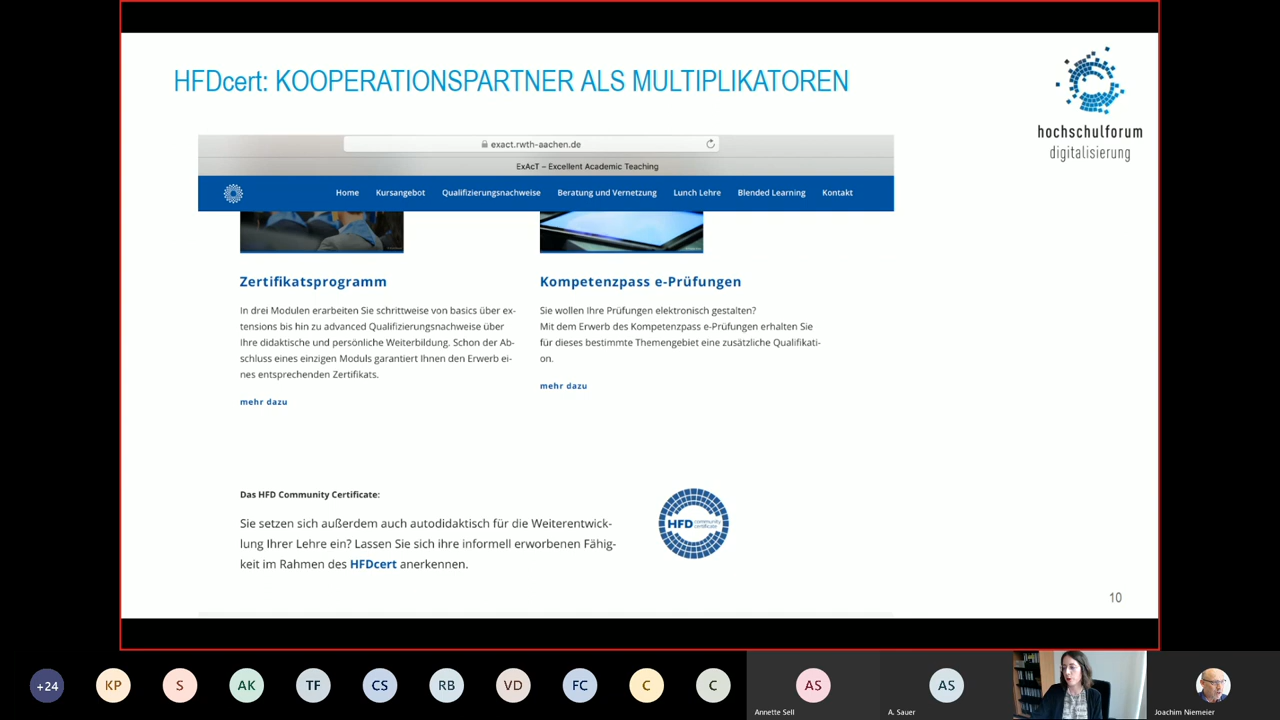 HFDcert: KOOPERATIONSPARTNER ALS MULTIPLIKATOREN
hochschulforum
digitalisierung
exact.rwth-aachen.de
ExAcT – Excellent Academic Teaching
Home Kursangebot Qualifizierungsnachweise Beratung und Vernetzung Lunch Lehre Blended Learning Kontakt
Zertifikatsprogramm
In drei Modulen erarbeiten Sie schrittweise von basics über ex-
tensions bis hin zu advanced Qualifizierungsnachweise über
Ihre didaktische und persönliche Weiterbildung. Schon der Ab-
schluss eines einzigen Moduls garantiert Ihnen den Erwerb ei-
nes entsprechenden Zertifikats.
mehr dazu
Kompetenzpass e-Prüfungen
Sie wollen Ihre Prüfungen elektronisch gestalten?
Mit dem Erwerb des Kompetenzpass e-Prüfungen erhalten Sie
für dieses bestimmte Themengebiet eine zusätzliche Qualifikati-
on.
mehr dazu
Das HFD Community Certificate:
Sie setzen sich außerdem auch autodidaktisch für die Weiterentwick-
lung Ihrer Lehre ein? Lassen Sie sich ihre informell erworbenen Fähig-
keit im Rahmen des HFDcert anerkennen.
HFD community
certificate
10
+24 KP S AK TF CS RB VD FC C C AS AS
Annette Sell
A. Sauer
Joachim Niemeier